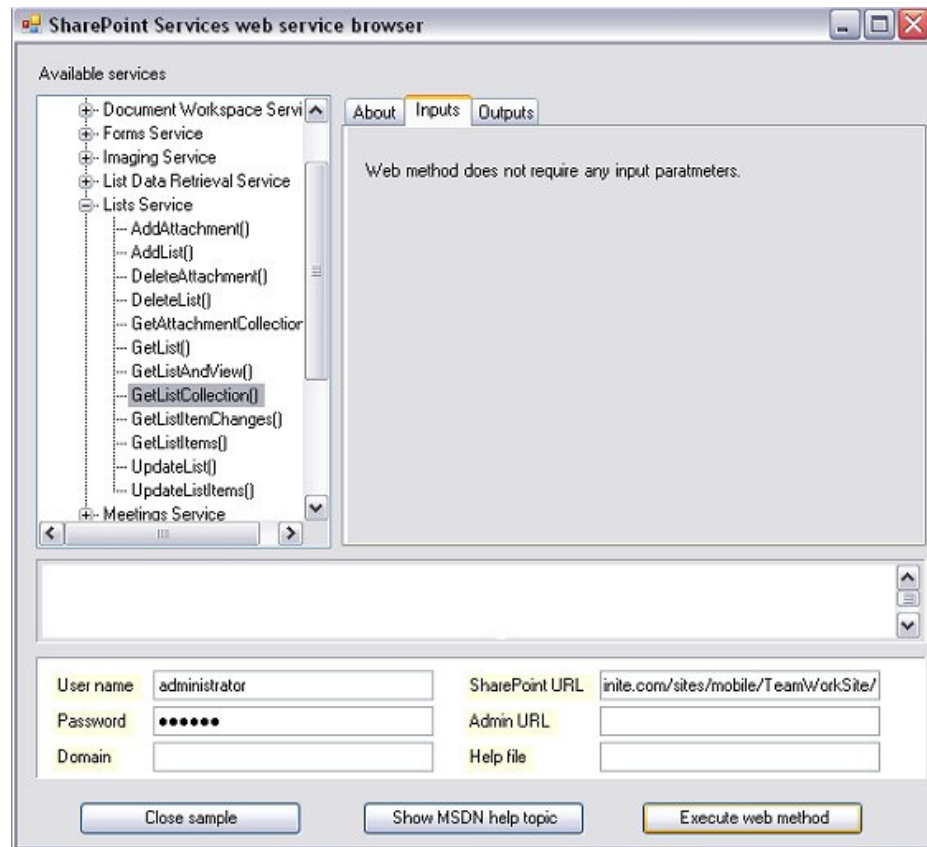 SharePoint Services web service browser
Available services
Document Workspace Servi
Forms Service
Imaging Service
List Data Retrieval Service
Lists Service
AddAttachment()
AddList()
DeleteAttachment()
DeleteList()
GetAttachmentCollection
GetList()
GetListAndView()
GetListCollection()
GetListItemChanges()
GetListItems()
UpdateList()
UpdateListItems()
Meetings Service
About Inputs Outputs
Web method does not require any input paratmeters.
User name administrator SharePoint URL inite.com/sites/mobile/TeamWorkSite/
Password ●●●●●● Admin URL
Domain Help file
Close sample Show MSDN help topic Execute web method